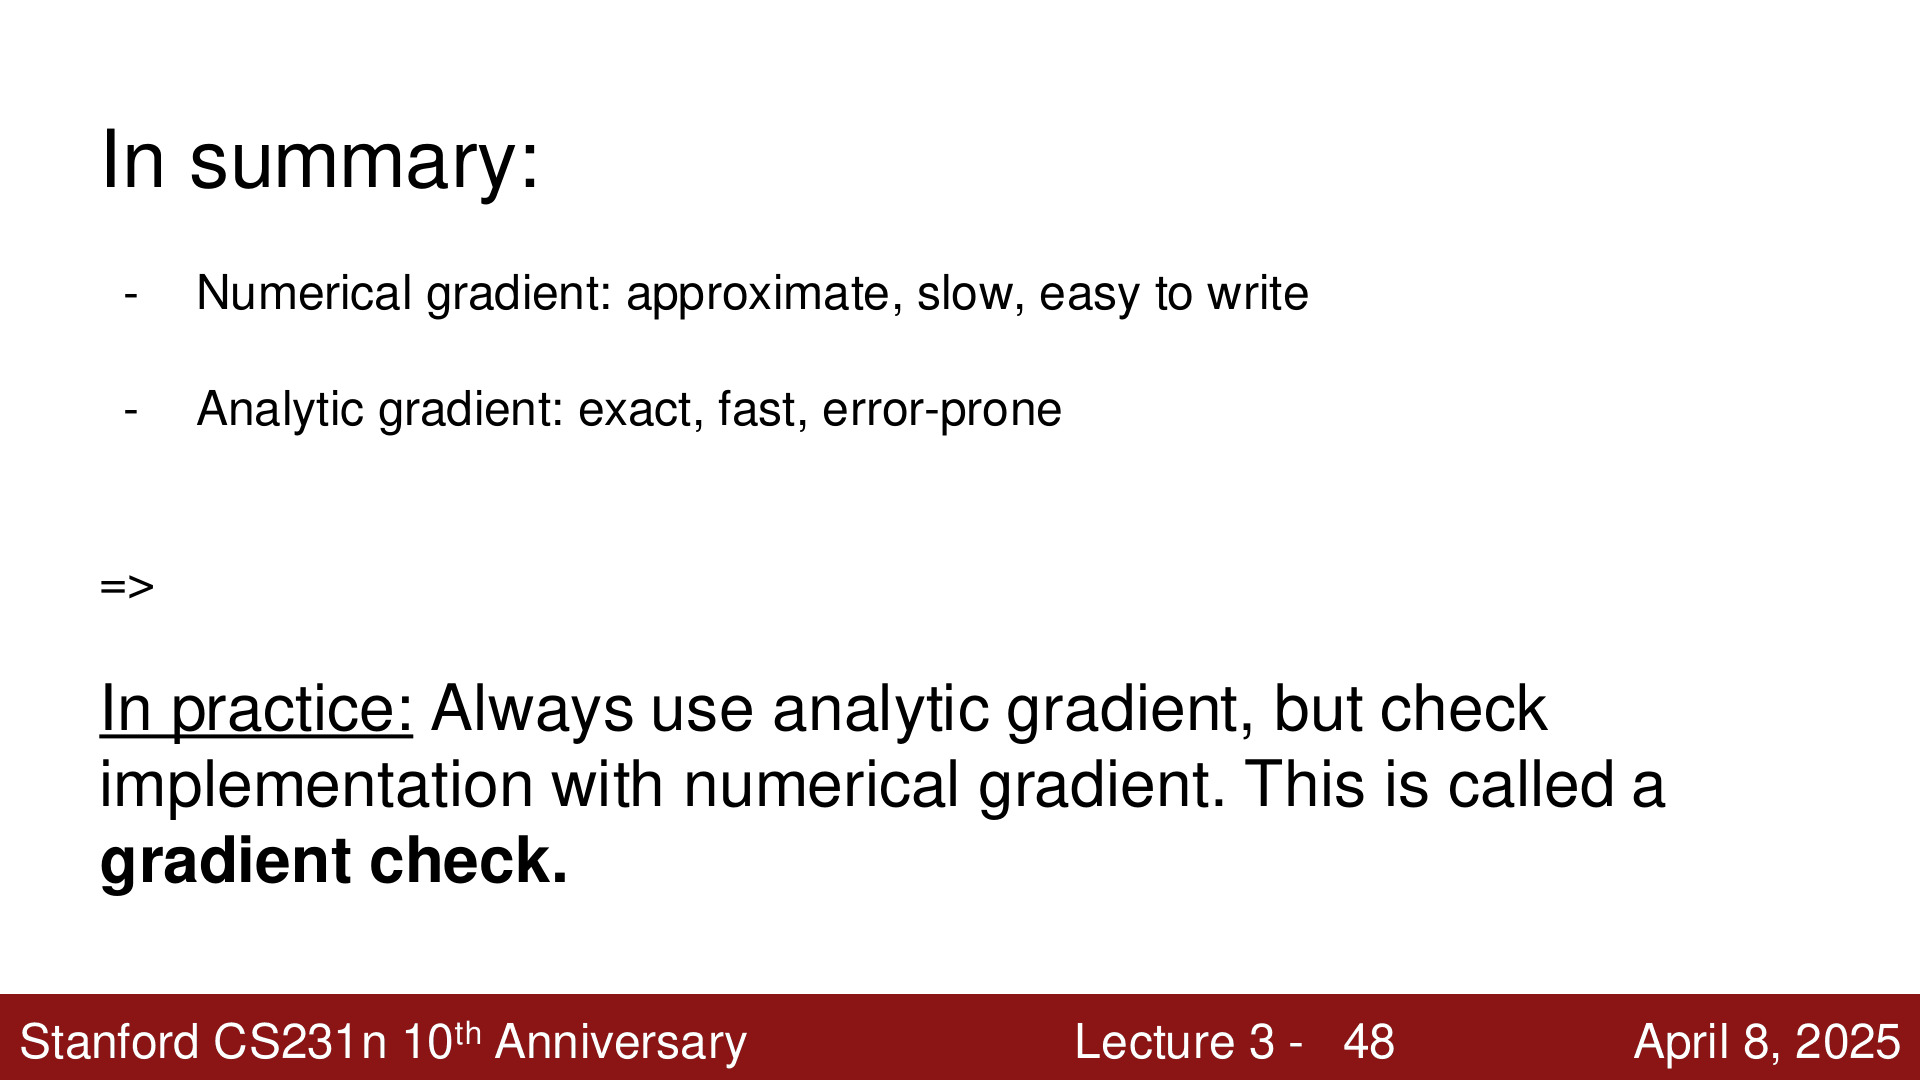 In summary:
- Numerical gradient: approximate, slow, easy to write
- Analytic gradient: exact, fast, error-prone
=>
In practice: Always use analytic gradient, but check
implementation with numerical gradient. This is called a
gradient check.
Stanford CS231n 10th Anniversary Lecture 3 - 48 April 8, 2025